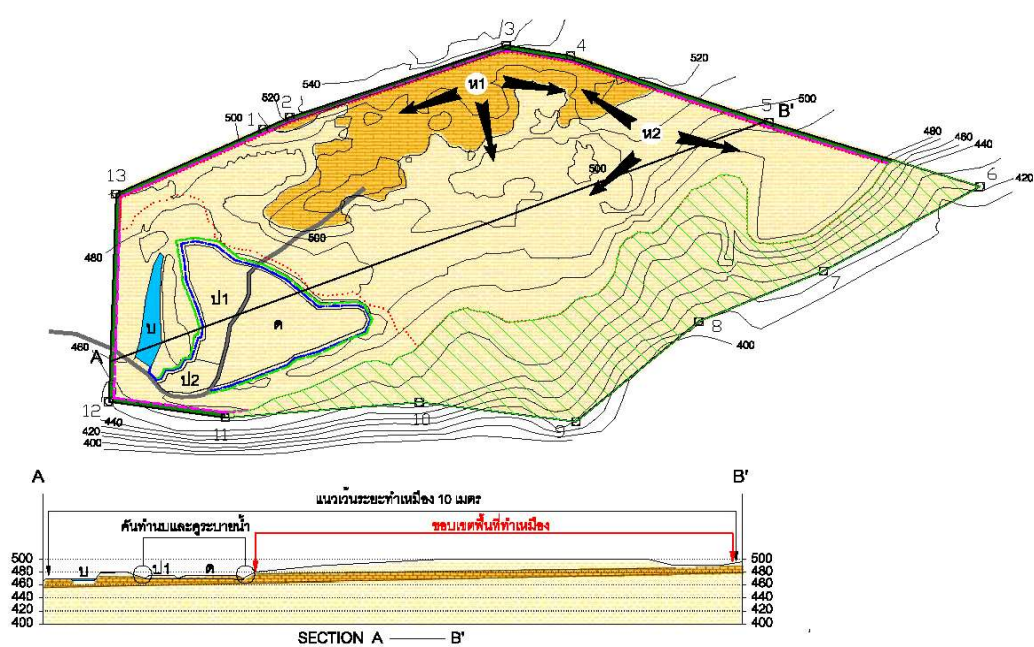 3
4
520
ห1
540
520
500
1
2
5
500
B'
ห2
480
460
440
6
420
13
500
480
500
7
ป1
บ
ด
8
400
460
A
ป2
12
440
420
400
11
10
9
A
B'
แนวเว้นระยะทำเหมือง 10 เมตร
คันทำนบและคูระบายน้ำ
ขอบเขตพื้นที่ทำเหมือง
บ
ป1
ด
500
480
460
440
420
400
500
480
460
440
420
400
SECTION A B'